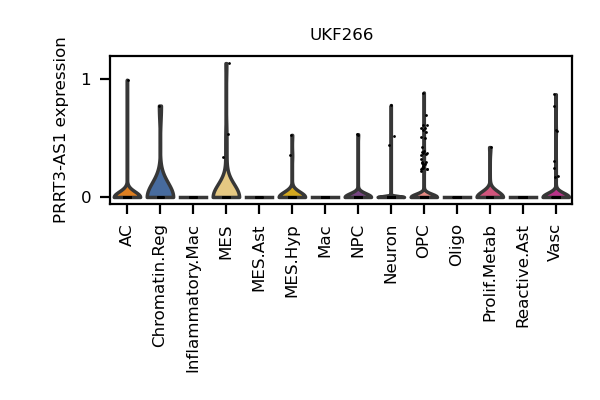 UKF266
PRRT3-AS1 expression
1
0
AC
Chromatin.Reg
Inflammatory.Mac
MES
MES.Ast
MES.Hyp
Mac
NPC
Neuron
OPC
Oligo
Prolif.Metab
Reactive.Ast
Vasc